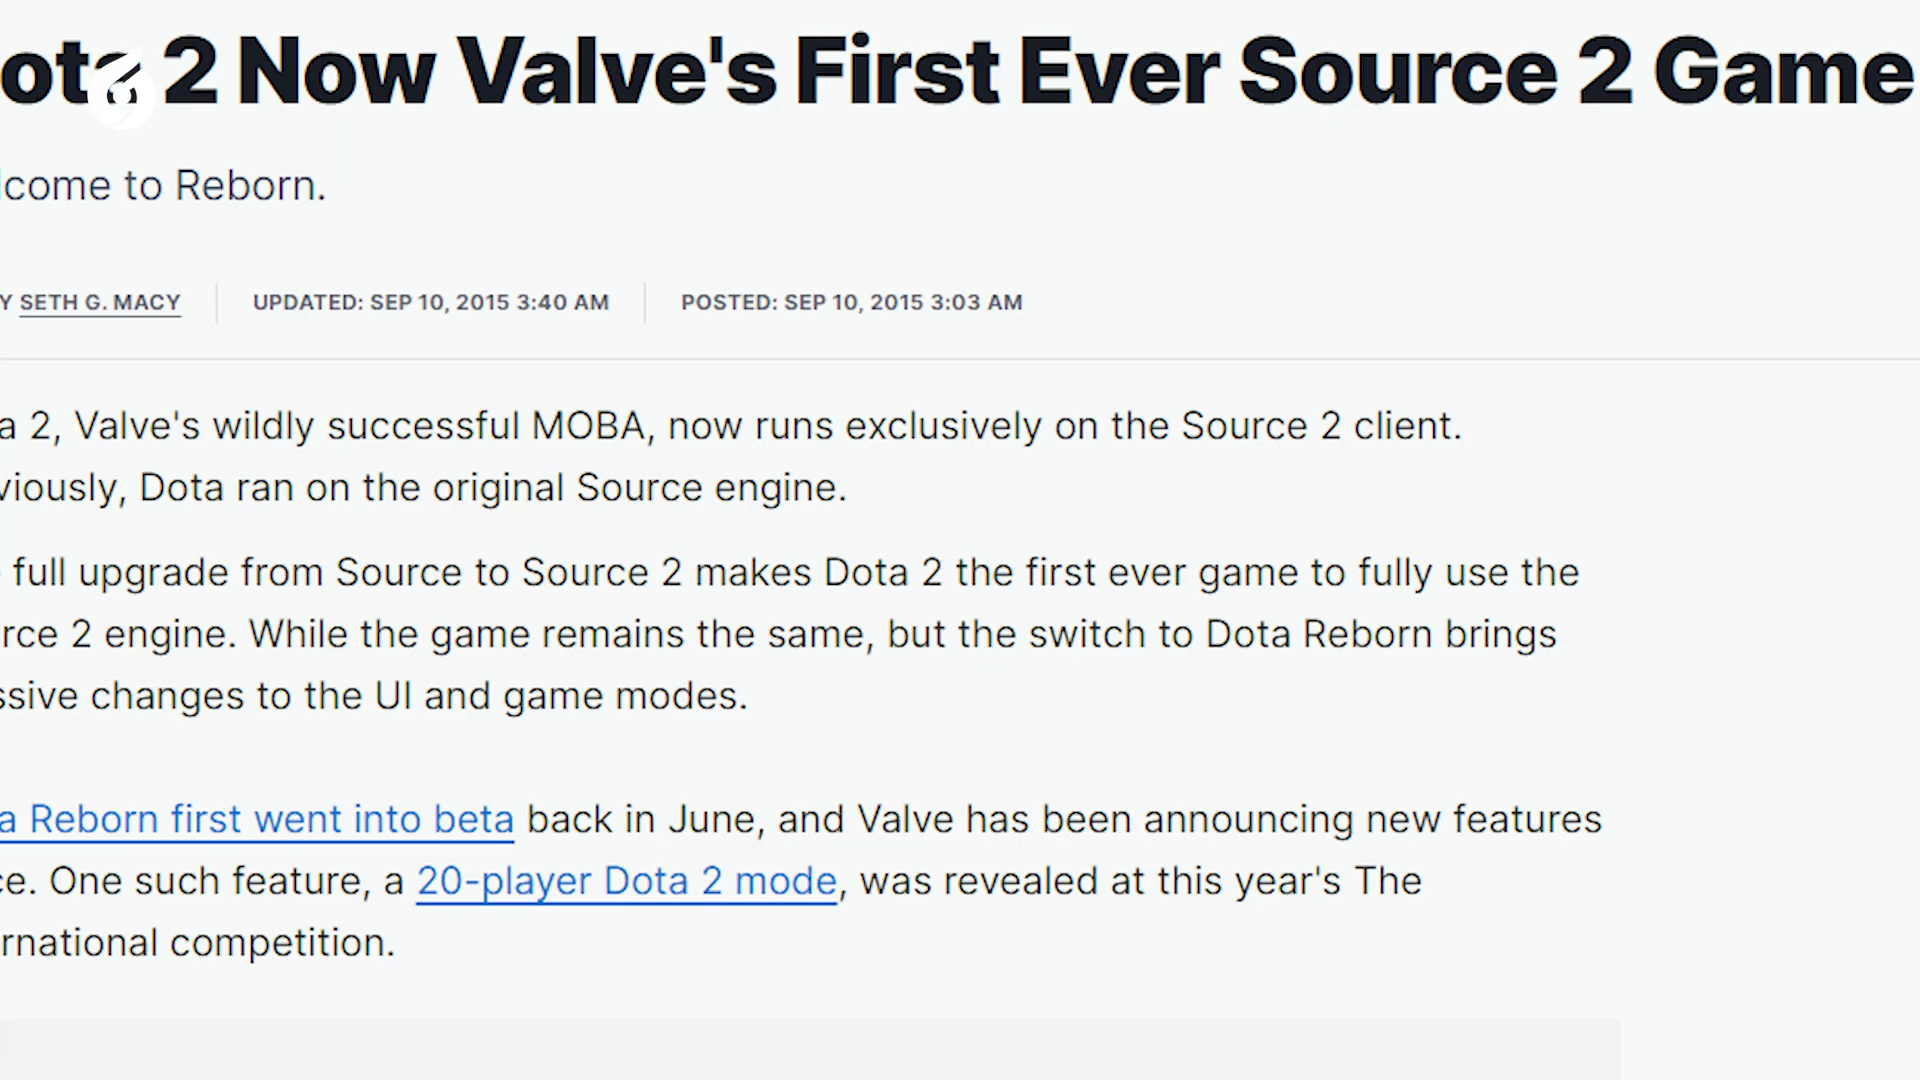 ota 2 Now Valve's First Ever Source 2 Game
lcome to Reborn.
Y SETH G. MACY UPDATED: SEP 10, 2015 3:40 AM POSTED: SEP 10, 2015 3:03 AM
a 2, Valve's wildly successful MOBA, now runs exclusively on the Source 2 client.
viously, Dota ran on the original Source engine.
full upgrade from Source to Source 2 makes Dota 2 the first ever game to fully use the
rce 2 engine. While the game remains the same, but the switch to Dota Reborn brings
ssive changes to the UI and game modes.
a Reborn first went into beta back in June, and Valve has been announcing new features
ce. One such feature, a 20-player Dota 2 mode, was revealed at this year's The
rnational competition.